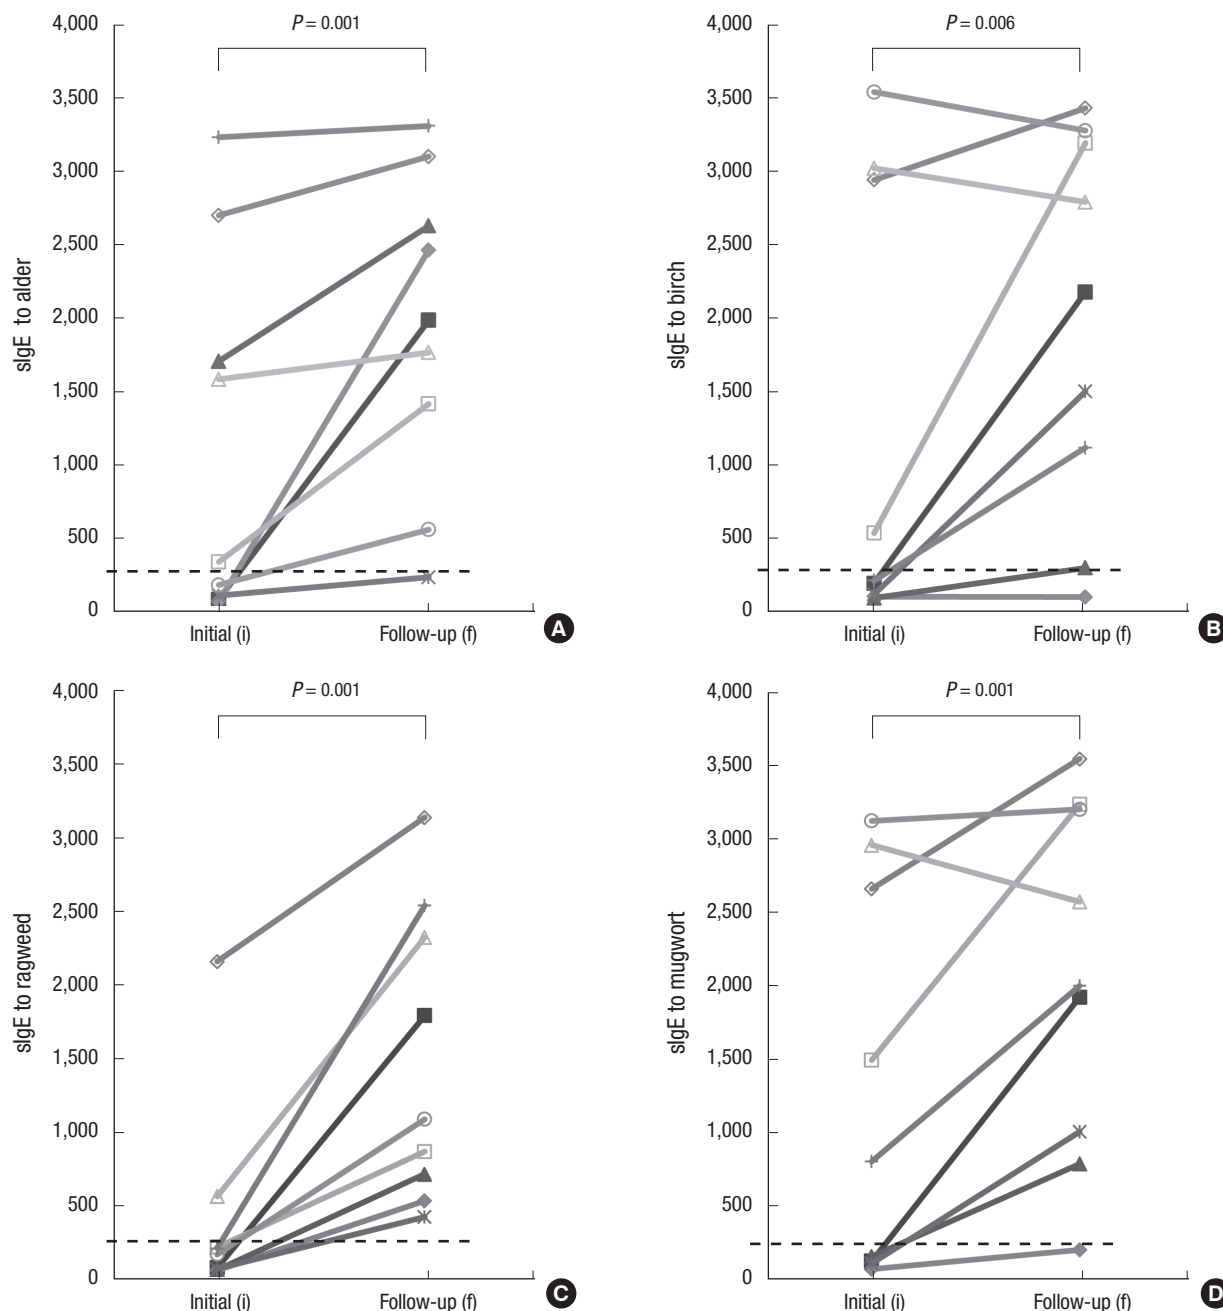 4,000
3,500
3,000
2,500
2,000
1,500
1,000
500
0
sIgE to alder
P = 0.001
Initial (i)
Follow-up (f)
A
4,000
3,500
3,000
2,500
2,000
1,500
1,000
500
0
sIgE to birch
P = 0.006
Initial (i)
Follow-up (f)
B
4,000
3,500
3,000
2,500
2,000
1,500
1,000
500
0
sIgE to ragweed
P = 0.001
Initial (i)
Follow-up (f)
C
4,000
3,500
3,000
2,500
2,000
1,500
1,000
500
0
sIgE to mugwort
P = 0.001
Initial (i)
Follow-up (f)
D